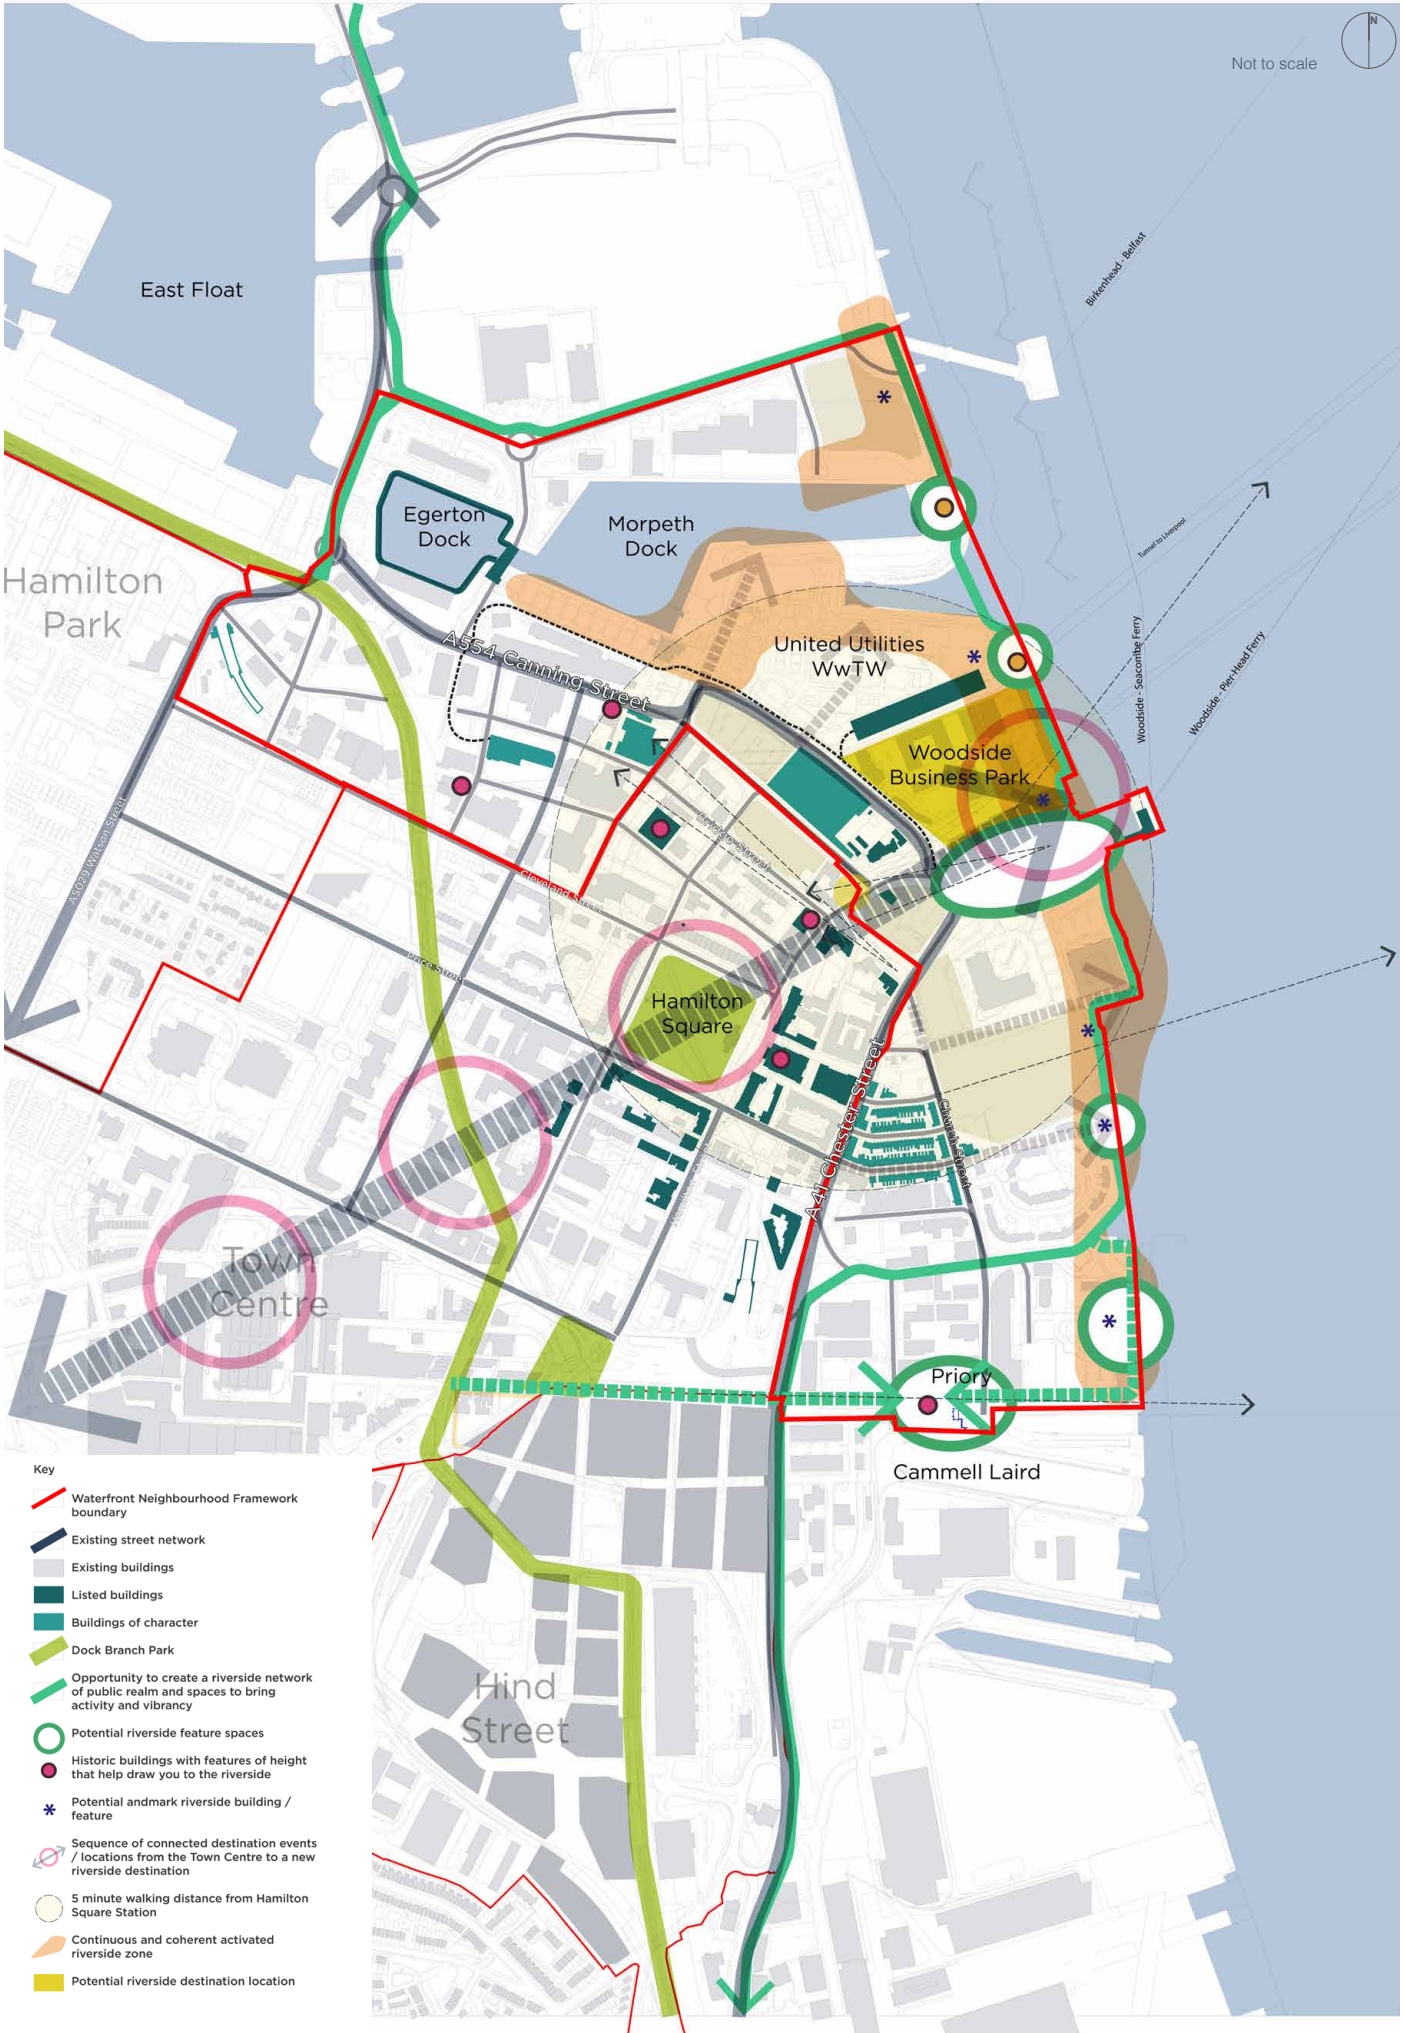 N
Not to scale
Birkenhead - Belfast
East Float
Egerton
Dock
Morpeth
Dock
Tunnel to Liverpool
Hamilton
Park
A554 Canning Street
United Utilities
WwTW
Woodside - Seacombe Ferry
Woodside - Pier-Head Ferry
Woodside
Business Park
Bridge Street
A5029 Watson Street
Cleveland Street
Price Street
Hamilton
Square
A41 Chester Street
Church Street
Town
Centre
Priory
Cammell Laird
Hind
Street
Key
Waterfront Neighbourhood Framework
boundary
Existing street network
Existing buildings
Listed buildings
Buildings of character
Dock Branch Park
Opportunity to create a riverside network
of public realm and spaces to bring
activity and vibrancy
Potential riverside feature spaces
Historic buildings with features of height
that help draw you to the riverside
Potential andmark riverside building /
feature
Sequence of connected destination events
/ locations from the Town Centre to a new
riverside destination
5 minute walking distance from Hamilton
Square Station
Continuous and coherent activated
riverside zone
Potential riverside destination location